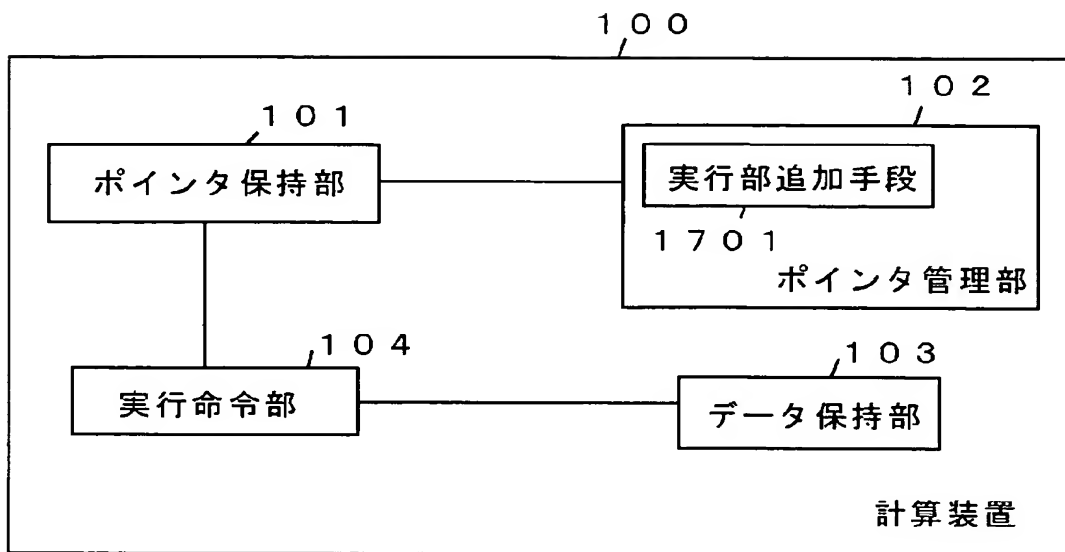 １００
１０２
１０１
ポインタ保持部
実行部追加手段
１７０１
ポインタ管理部
１０４
１０３
実行命令部
データ保持部
計算装置